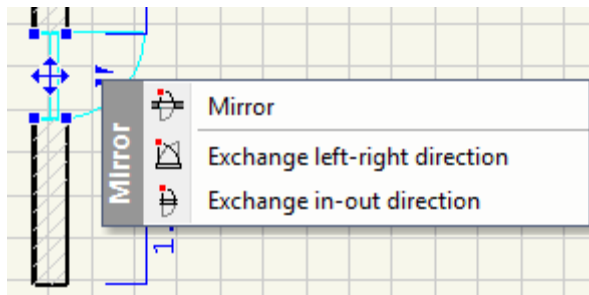 Mirror
Mirror
Exchange left-right direction
Exchange in-out direction